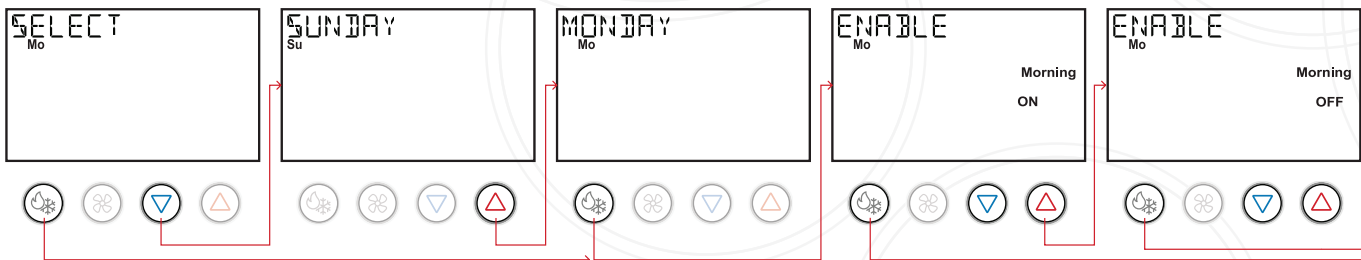 SELECT
Mo
SUNDAY
Su
MONDAY
Mo
ENABLE
Mo
Morning
ON
ENABLE
Mo
Morning
OFF